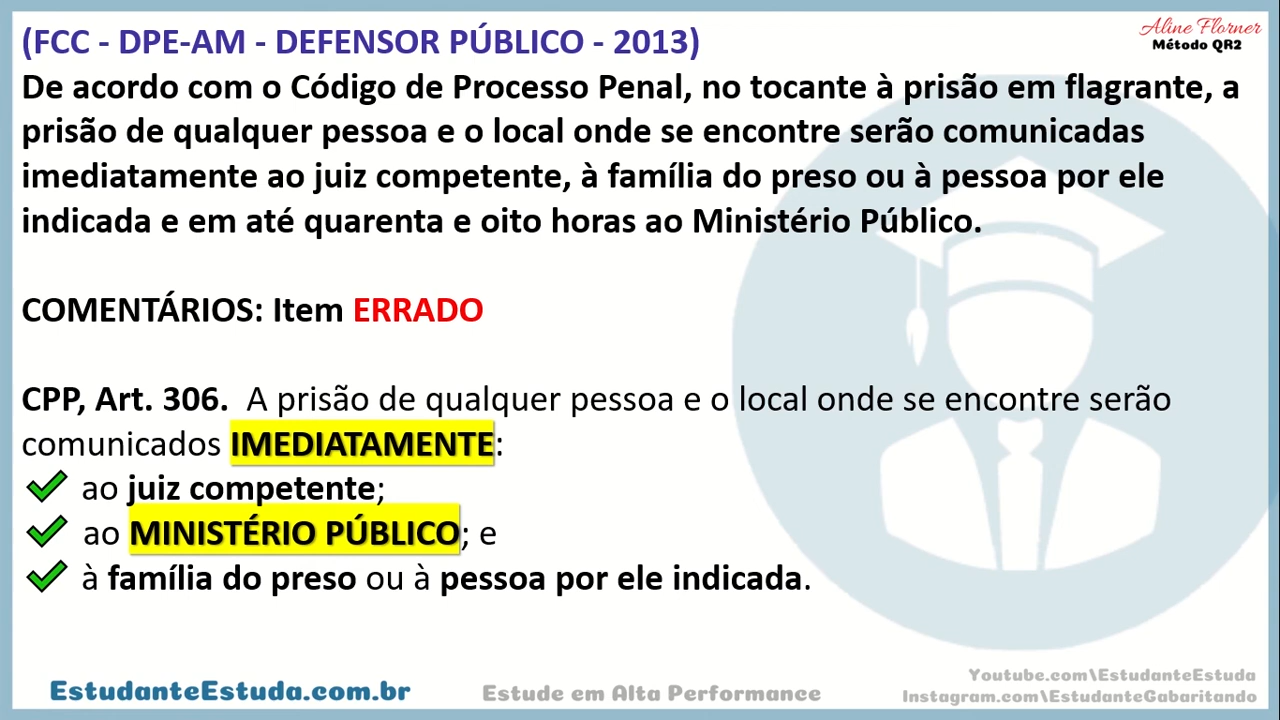 (FCC - DPE-AM - DEFENSOR PÚBLICO - 2013)
Aline Florner
Método QR2
De acordo com o Código de Processo Penal, no tocante à prisão em flagrante, a
prisão de qualquer pessoa e o local onde se encontre serão comunicadas
imediatamente ao juiz competente, à família do preso ou à pessoa por ele
indicada e em até quarenta e oito horas ao Ministério Público.
COMENTÁRIOS: Item ERRADO
CPP, Art. 306. A prisão de qualquer pessoa e o local onde se encontre serão
comunicados IMEDIATAMENTE:
ao juiz competente;
ao MINISTÉRIO PÚBLICO; e
à família do preso ou à pessoa por ele indicada.
EstudanteEstuda.com.br
Estude em Alta Performance
Youtube.com\EstudanteEstuda
Instagram.com\EstudanteGabaritando